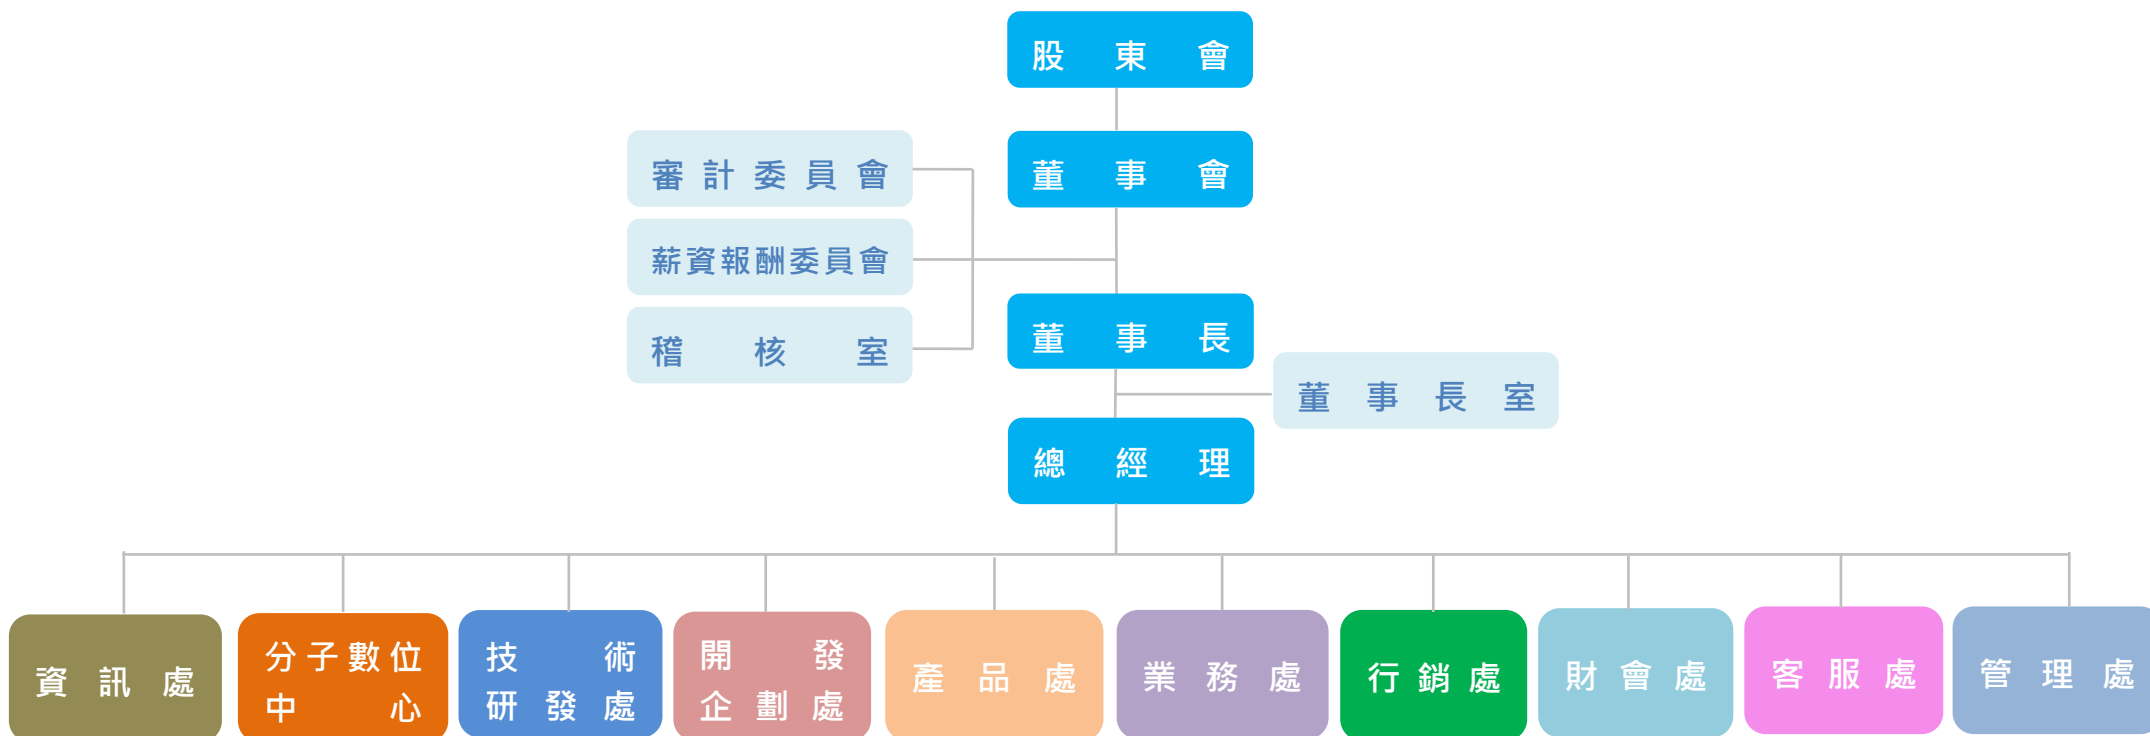 股東會
董事會
審計委員會
薪資報酬委員會
稽核室
董事長
董事長室
總經理
資訊處
分子數位
中心
技術
研發處
開發
企劃處
產品處
業務處
行銷處
財會處
客服處
管理處